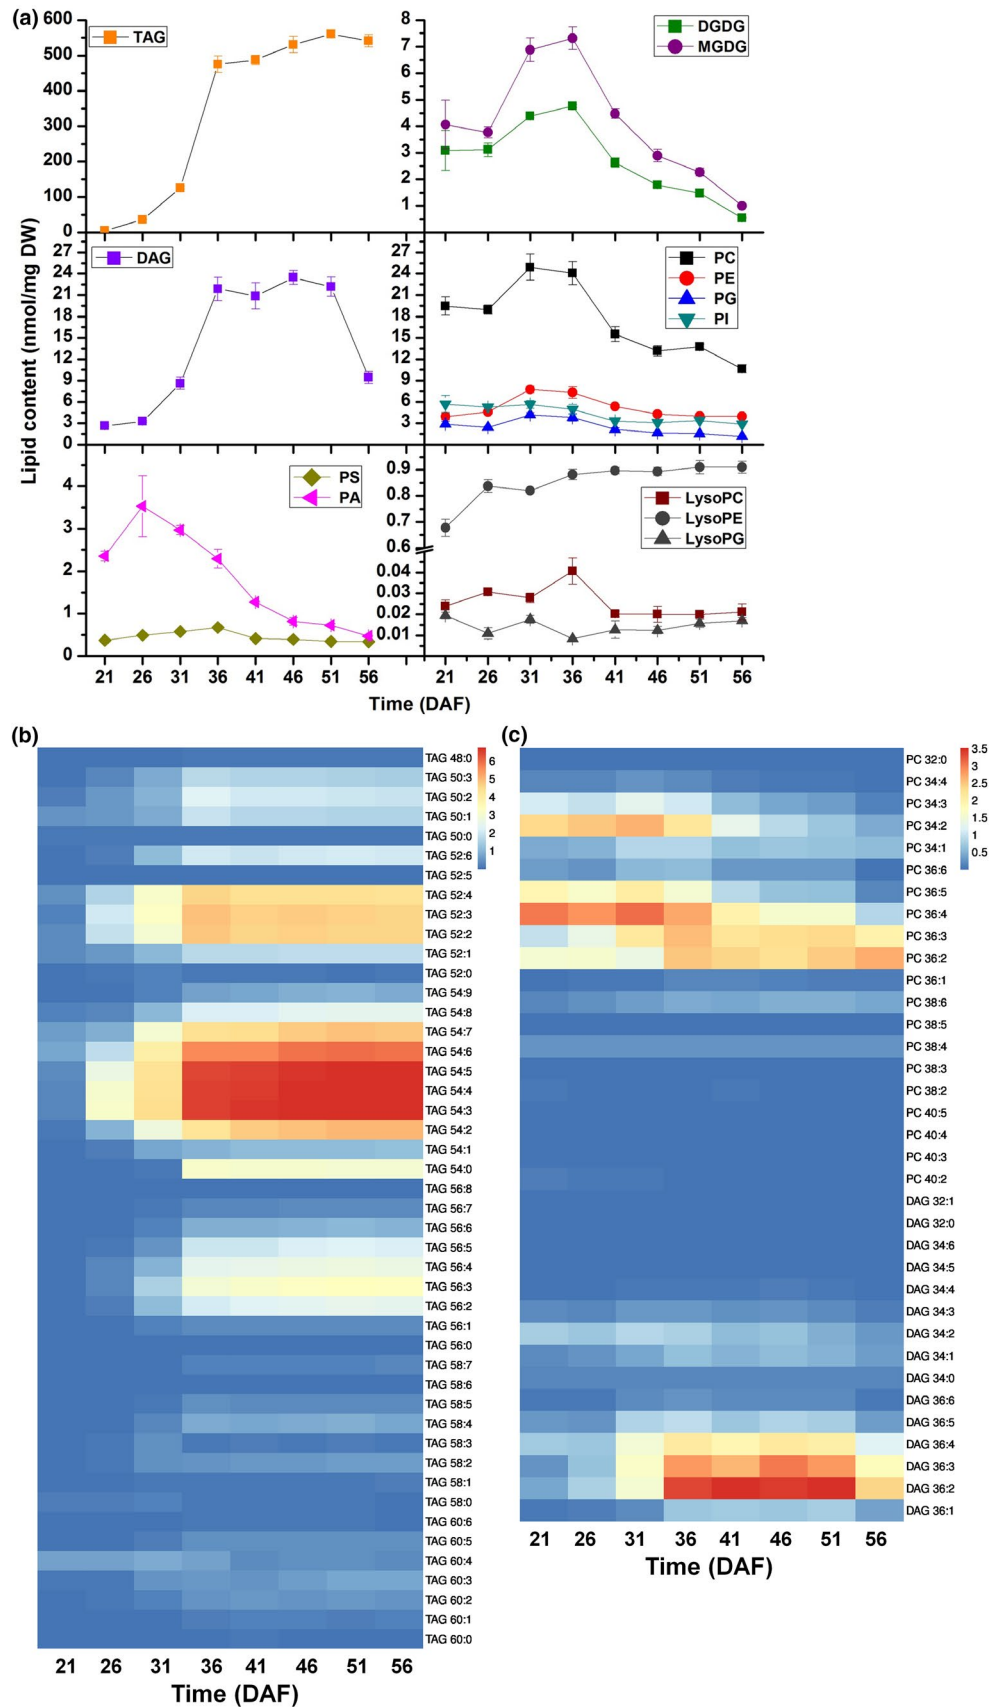 (a)
TAG
DGDG
MGDG
600
500
400
300
200
100
0
8
7
6
5
4
3
2
1
DAG
PC
PE
PG
PI
27
24
21
18
15
12
9
6
3
0
27
24
21
18
15
12
9
6
3
PS
PA
LysoPC
LysoPE
LysoPG
4
3
2
1
0
0.9
0.8
0.7
0.6
0.04
0.03
0.02
0.01
Lipid content (nmol/mg DW)
21 26 31 36 41 46 51 56 21 26 31 36 41 46 51 56
Time (DAF)
(b)
TAG 48:0
TAG 50:3
TAG 50:2
TAG 50:1
TAG 50:0
TAG 52:6
TAG 52:5
TAG 52:4
TAG 52:3
TAG 52:2
TAG 52:1
TAG 52:0
TAG 54:9
TAG 54:8
TAG 54:7
TAG 54:6
TAG 54:5
TAG 54:4
TAG 54:3
TAG 54:2
TAG 54:1
TAG 54:0
TAG 56:8
TAG 56:7
TAG 56:6
TAG 56:5
TAG 56:4
TAG 56:3
TAG 56:2
TAG 56:1
TAG 56:0
TAG 58:7
TAG 58:6
TAG 58:5
TAG 58:4
TAG 58:3
TAG 58:2
TAG 58:1
TAG 58:0
TAG 60:6
TAG 60:5
TAG 60:4
TAG 60:3
TAG 60:2
TAG 60:1
TAG 60:0
6
5
4
3
2
1
21 26 31 36 41 46 51 56
Time (DAF)
(c)
PC 32:0
PC 34:4
PC 34:3
PC 34:2
PC 34:1
PC 36:6
PC 36:5
PC 36:4
PC 36:3
PC 36:2
PC 36:1
PC 38:6
PC 38:5
PC 38:4
PC 38:3
PC 38:2
PC 40:5
PC 40:4
PC 40:3
PC 40:2
DAG 32:1
DAG 32:0
DAG 34:6
DAG 34:5
DAG 34:4
DAG 34:3
DAG 34:2
DAG 34:1
DAG 34:0
DAG 36:6
DAG 36:5
DAG 36:4
DAG 36:3
DAG 36:2
DAG 36:1
3.5
3
2.5
2
1.5
1
0.5
21 26 31 36 41 46 51 56
Time (DAF)